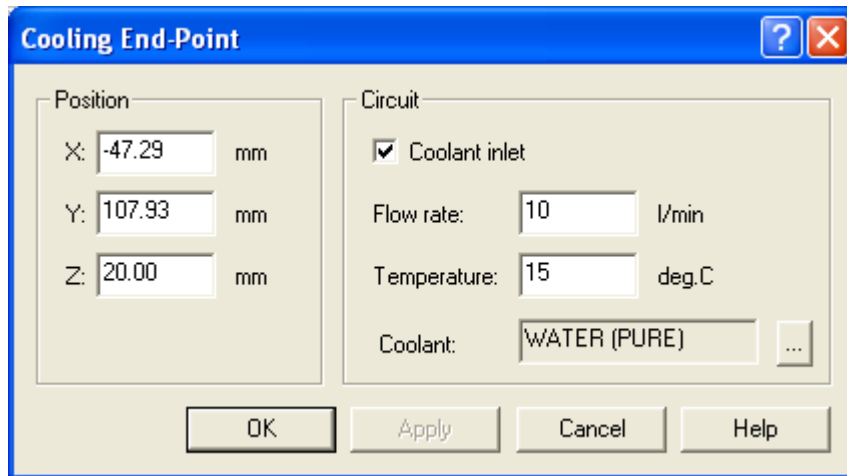 Cooling End-Point
Position
X: -47.29 mm
Y: 107.93 mm
Z: 20.00 mm
Circuit
Coolant inlet
Flow rate: 10 l/min
Temperature: 15 deg.C
Coolant: WATER (PURE) ...
OK Apply Cancel Help